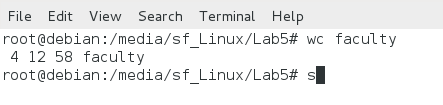 File Edit View Search Terminal Help
root@debian:/media/sf_Linux/Lab5# wc faculty
 4 12 58 faculty
root@debian:/media/sf_Linux/Lab5# s